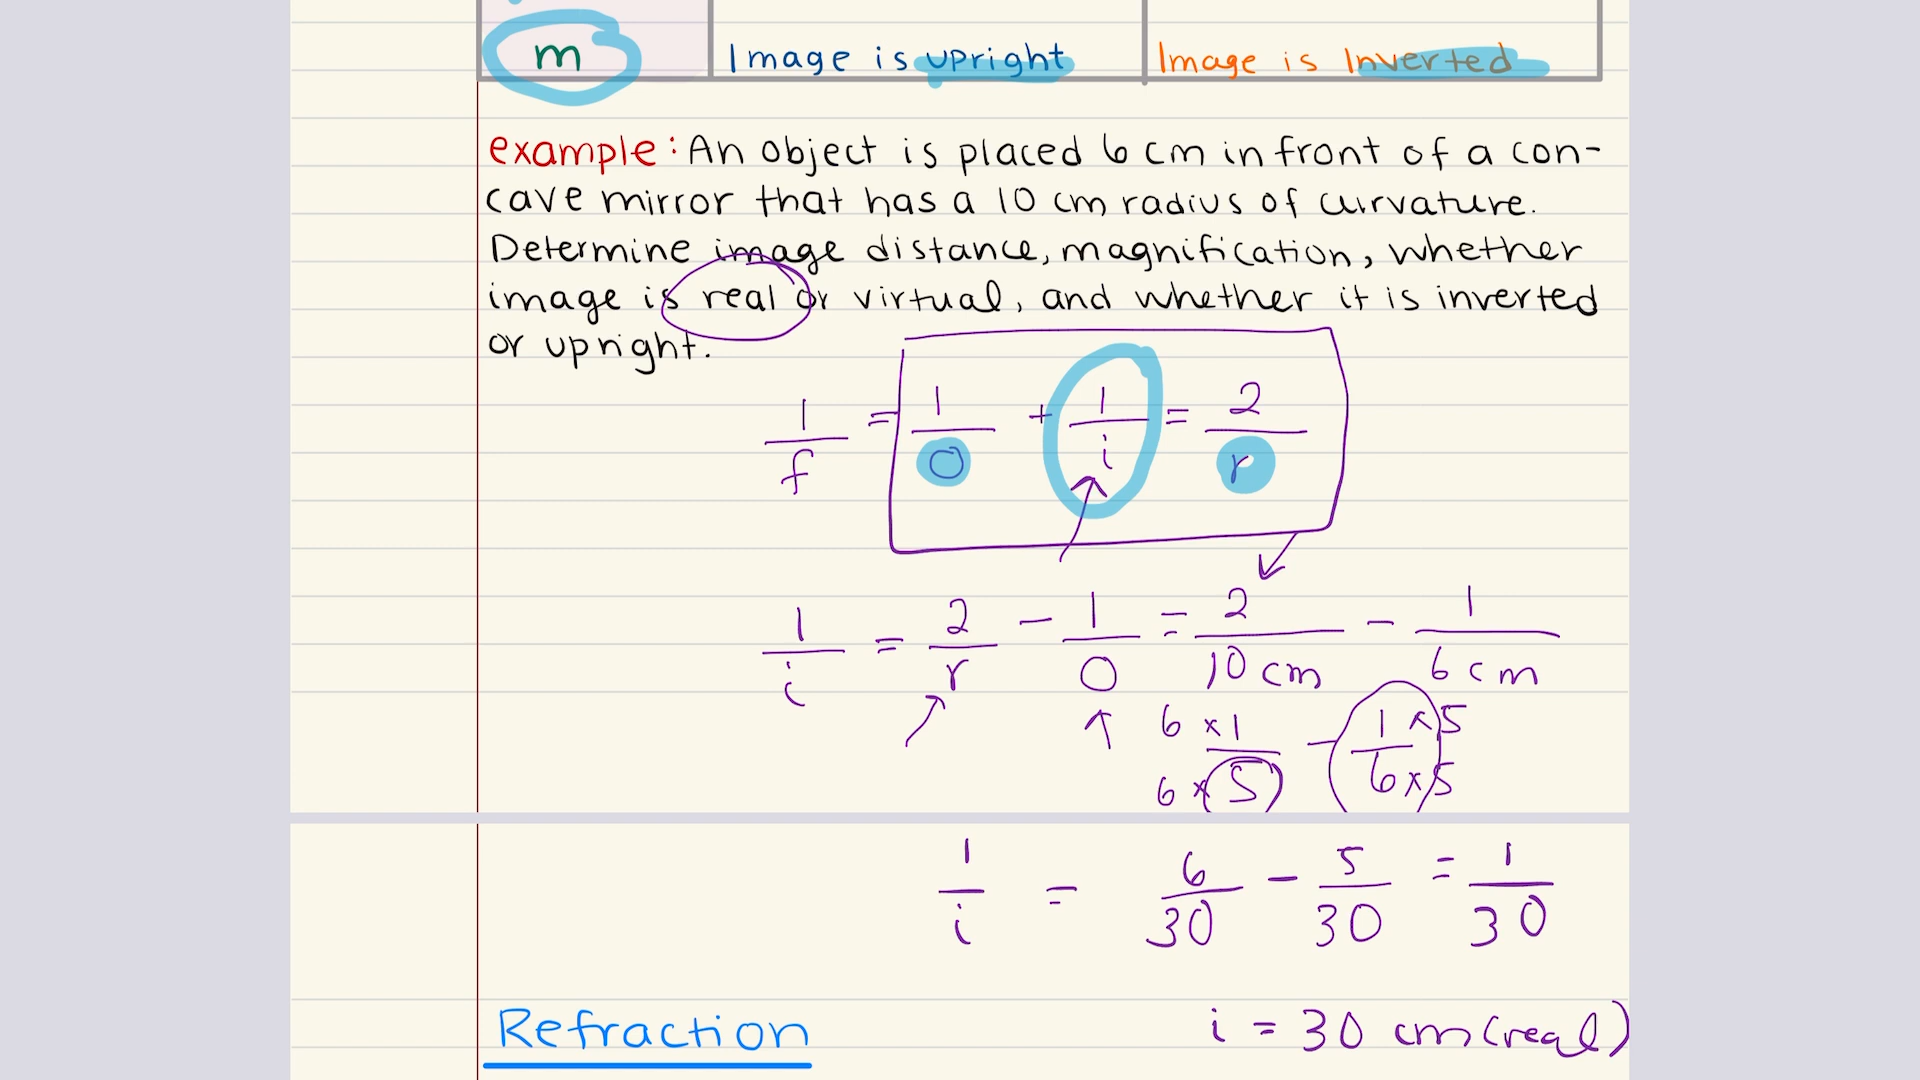 m Image is upright Image is Inverted
example: An object is placed 6 cm in front of a con-
cave mirror that has a 10 cm radius of curvature.
Determine image distance, magnification, whether
image is real or virtual, and whether it is inverted
or upright.
1/f = 1/o + 1/i = 2/r
1/i = 2/r - 1/o = 2/10 cm - 1/6 cm
6 x 1/6 x 5 - 1 x 5/6 x 5
1/i = 6/30 - 5/30 = 1/30
Refraction i = 30 cm (real)